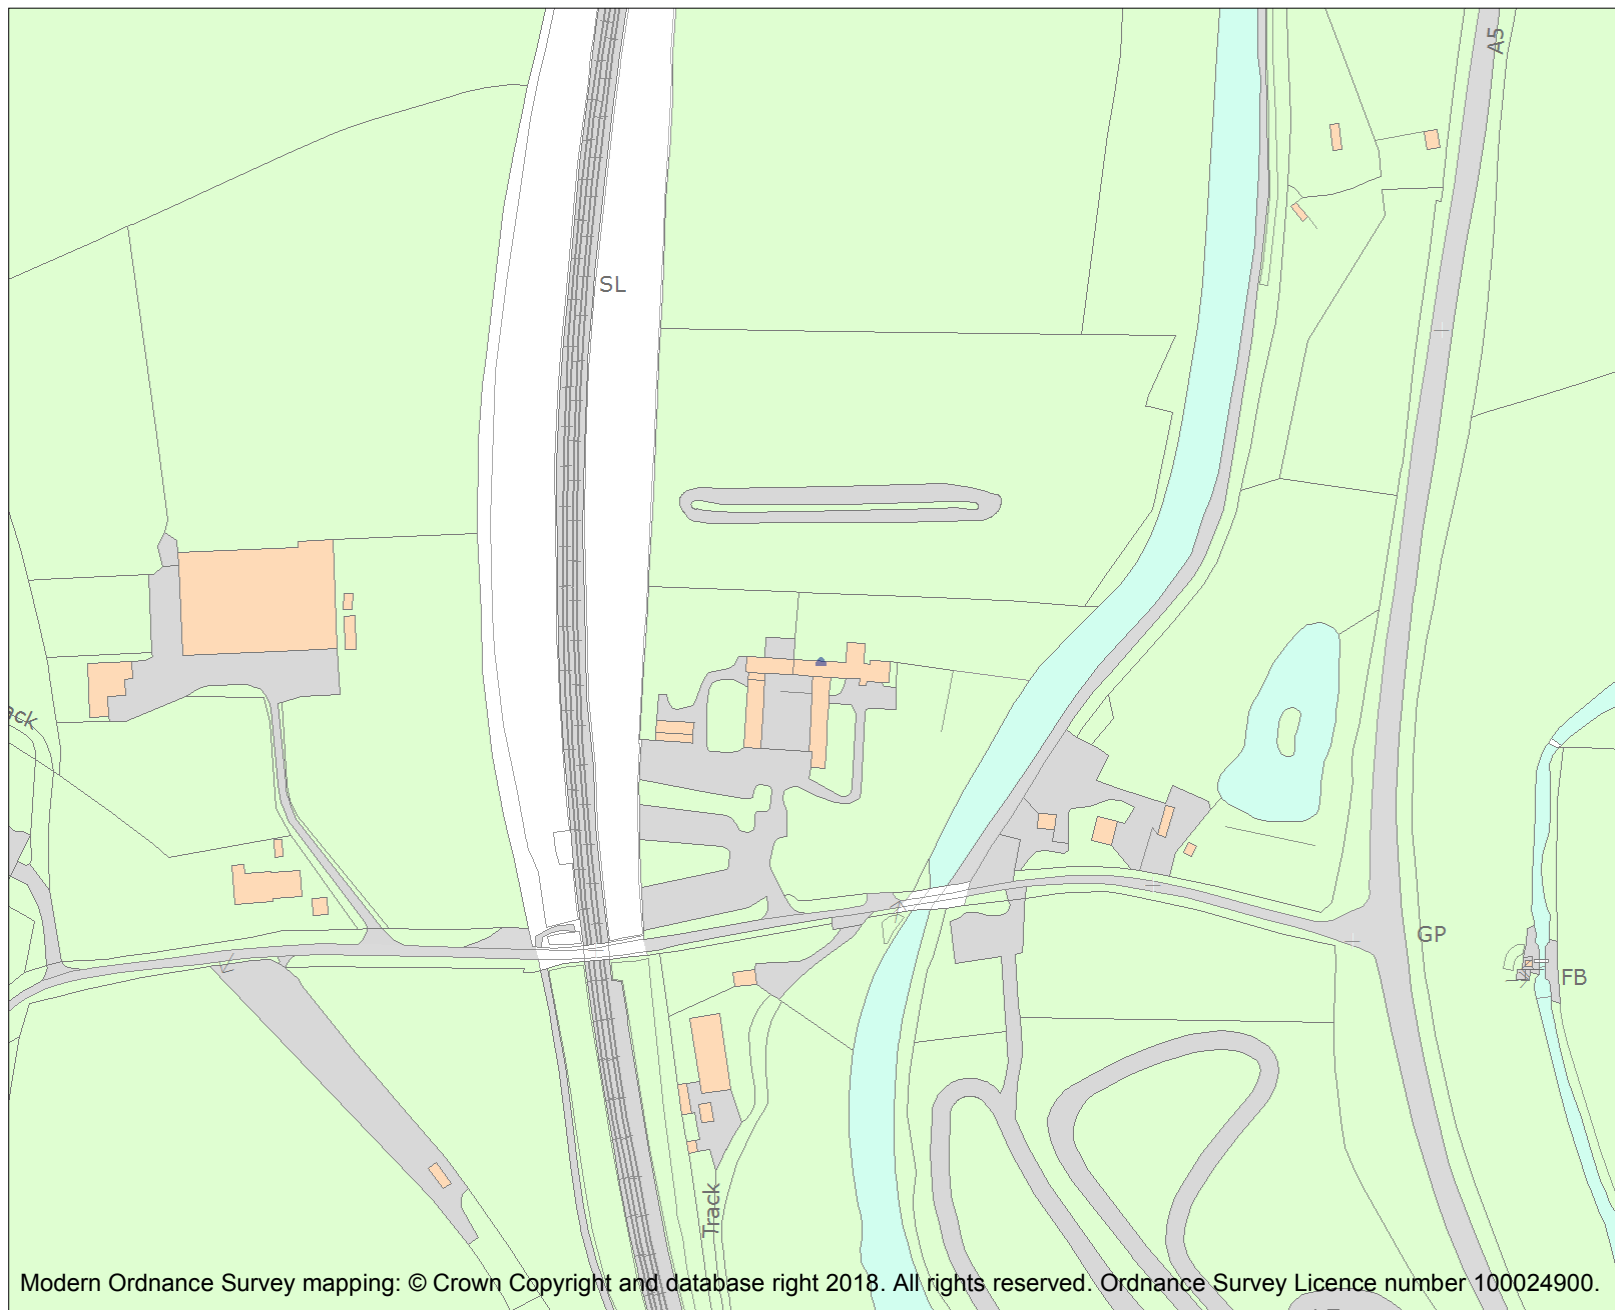 A5
SL
ack
GP
FB
Track
Modern Ordnance Survey mapping: © Crown Copyright and database right 2018. All rights reserved. Ordnance Survey Licence number 100024900.